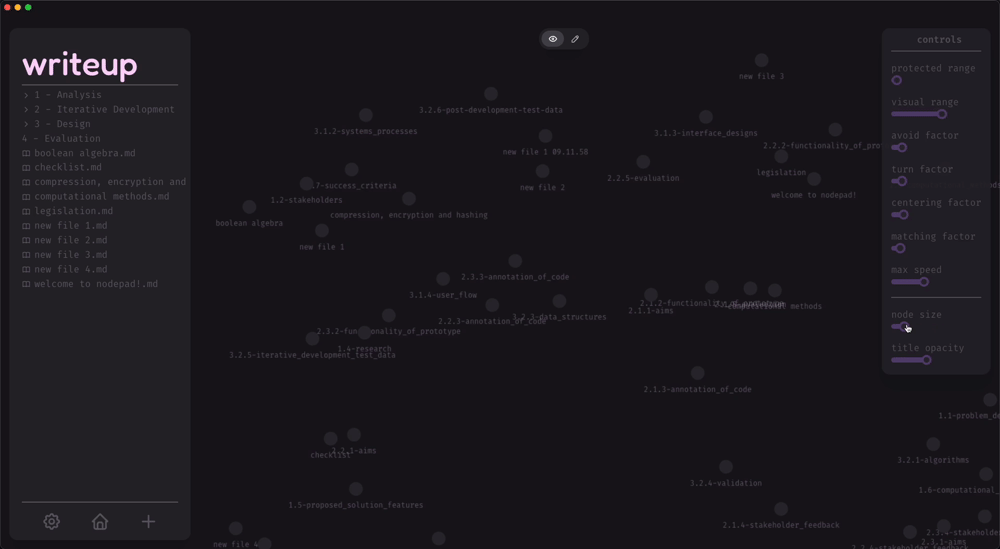 writeup
> 1 - Analysis
> 2 - Iterative Development
> 3 - Design
4 - Evaluation
boolean algebra.md
checklist.md
compression, encryption and
computational methods.md
legislation.md
new file 1.md
new file 2.md
new file 3.md
new file 4.md
welcome to nodepad!.md
new file 3
3.2.6-post-development-test-data
3.1.2-systems_processes
3.1.3-interface_designs
new file 1 09.11.58
2.2.2-functionality_of_pro
legislation
2.2.5-evaluation
.7-success_criteria
new file 2
welcome to nodepad!
1.2-stakeholders
compression, encryption and hashing
boolean algebra
new file 1
2.3.3-annotation_of_code
3.1.4-user_flow
2.2.2-functionality_of_prototype
computational methods
2.1.1-aims
2.2.3-annotation_of_code
3.2.3-data_structures
2.3.2-functionality_of_prototype
1.4-research
3.2.5-iterative_development_test_data
2.1.3-annotation_of_code
1.1-problem_de
2.2.1-aims
checklist
3.2.1-algorithms
3.2.4-validation
1.6-computational_
1.5-proposed_solution_features
2.1.4-stakeholder_feedback
new file 4
2.3.1-aims
controls
protected range
visual range
avoid factor
turn factor
centering factor
matching factor
max speed
node size
title opacity